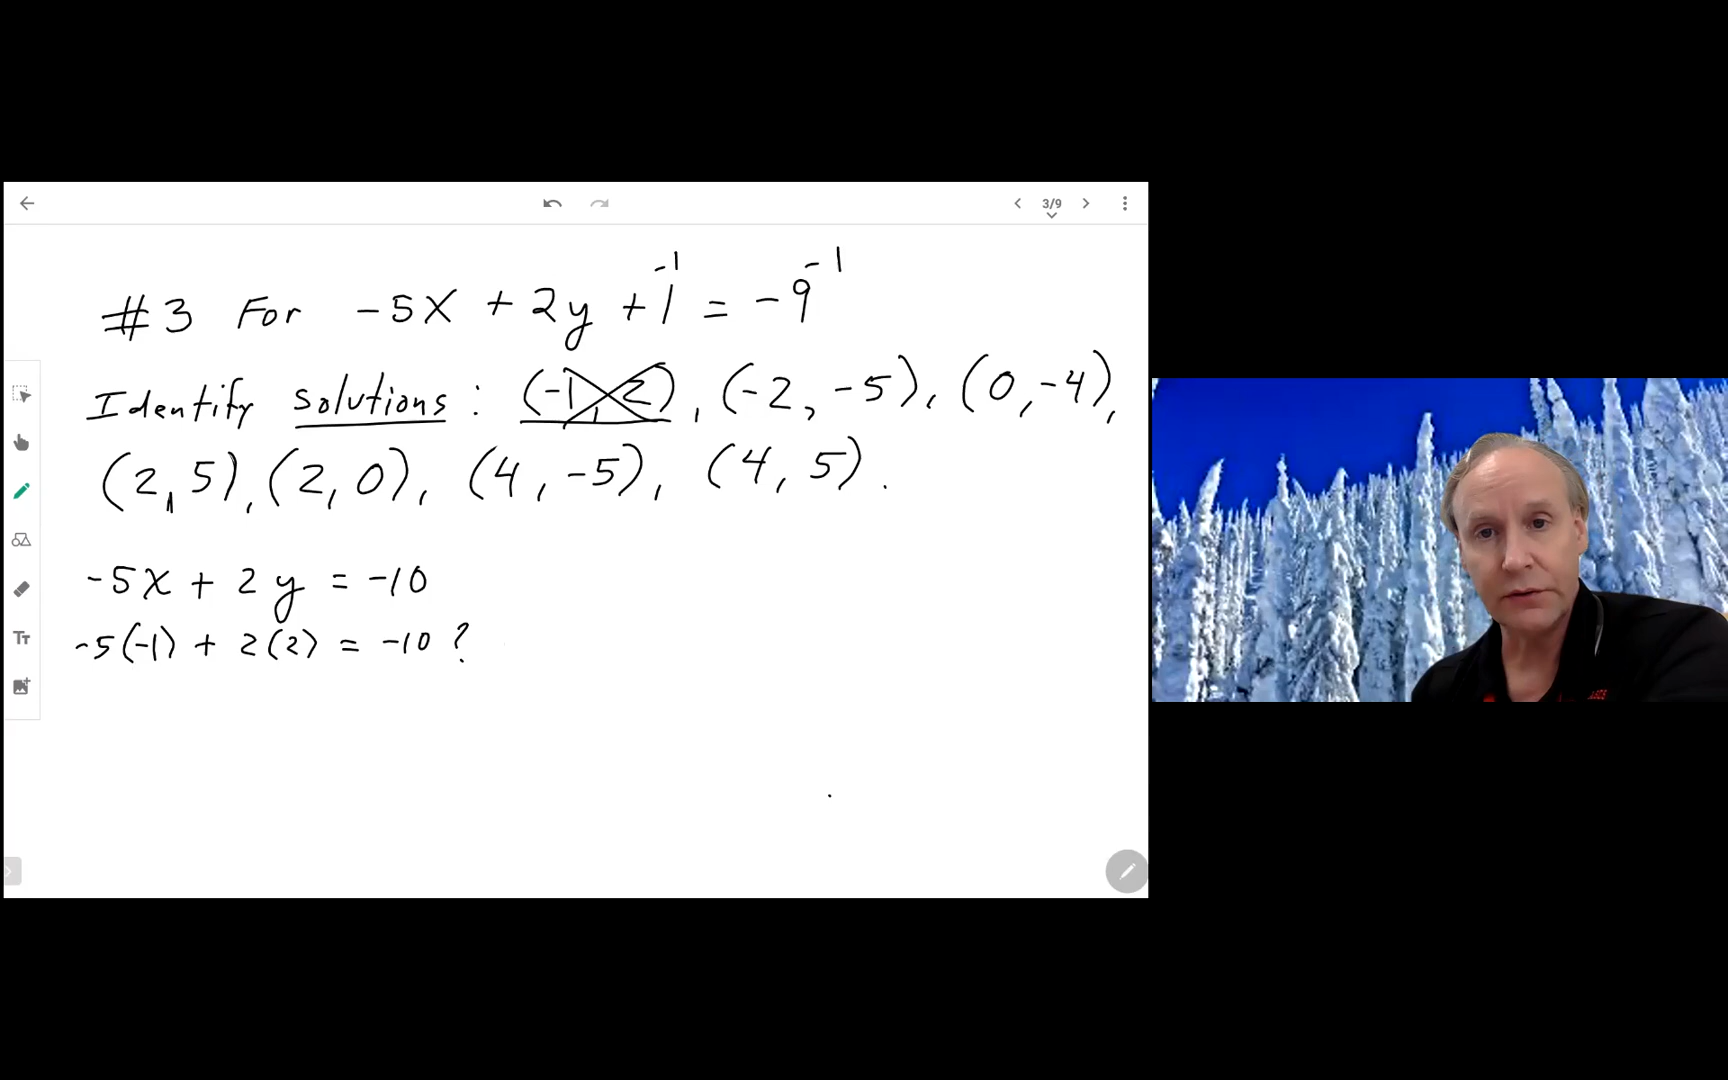 3/9
-1 -1
#3 For -5x + 2y + 1 = -9
Identify solutions: (-1, 2), (-2, -5), (0, -4),
(2, 5), (2, 0), (4, -5), (4, 5).
-5x + 2y = -10
-5(-1) + 2(2) = -10 ?
Tт